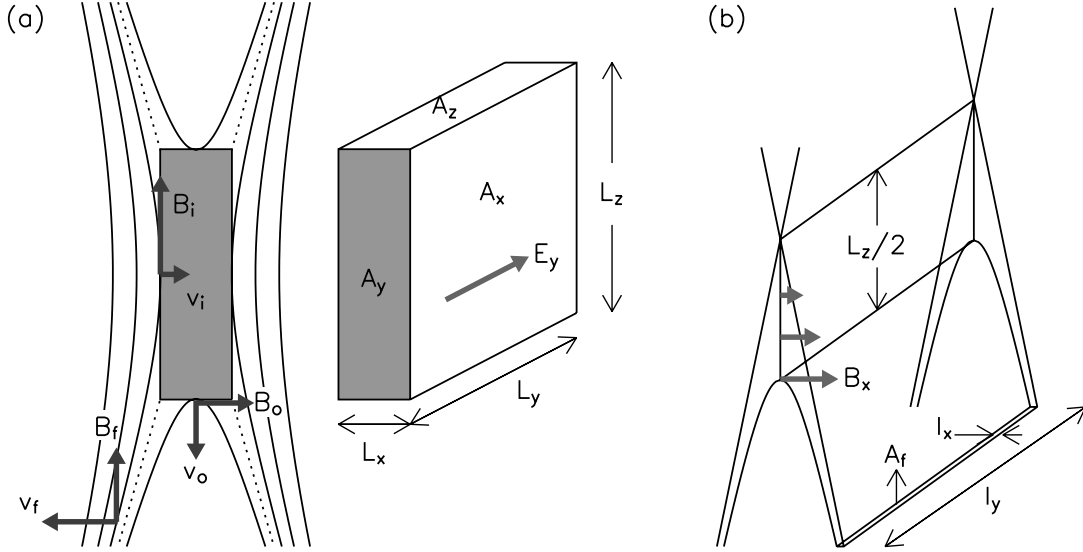 (a)
B_i
v_i
B_f
v_f
B_o
v_o
A_z
A_x
A_y
E_y
L_z
L_y
L_x
(b)
L_z/2
B_x
l_x
A_f
l_y